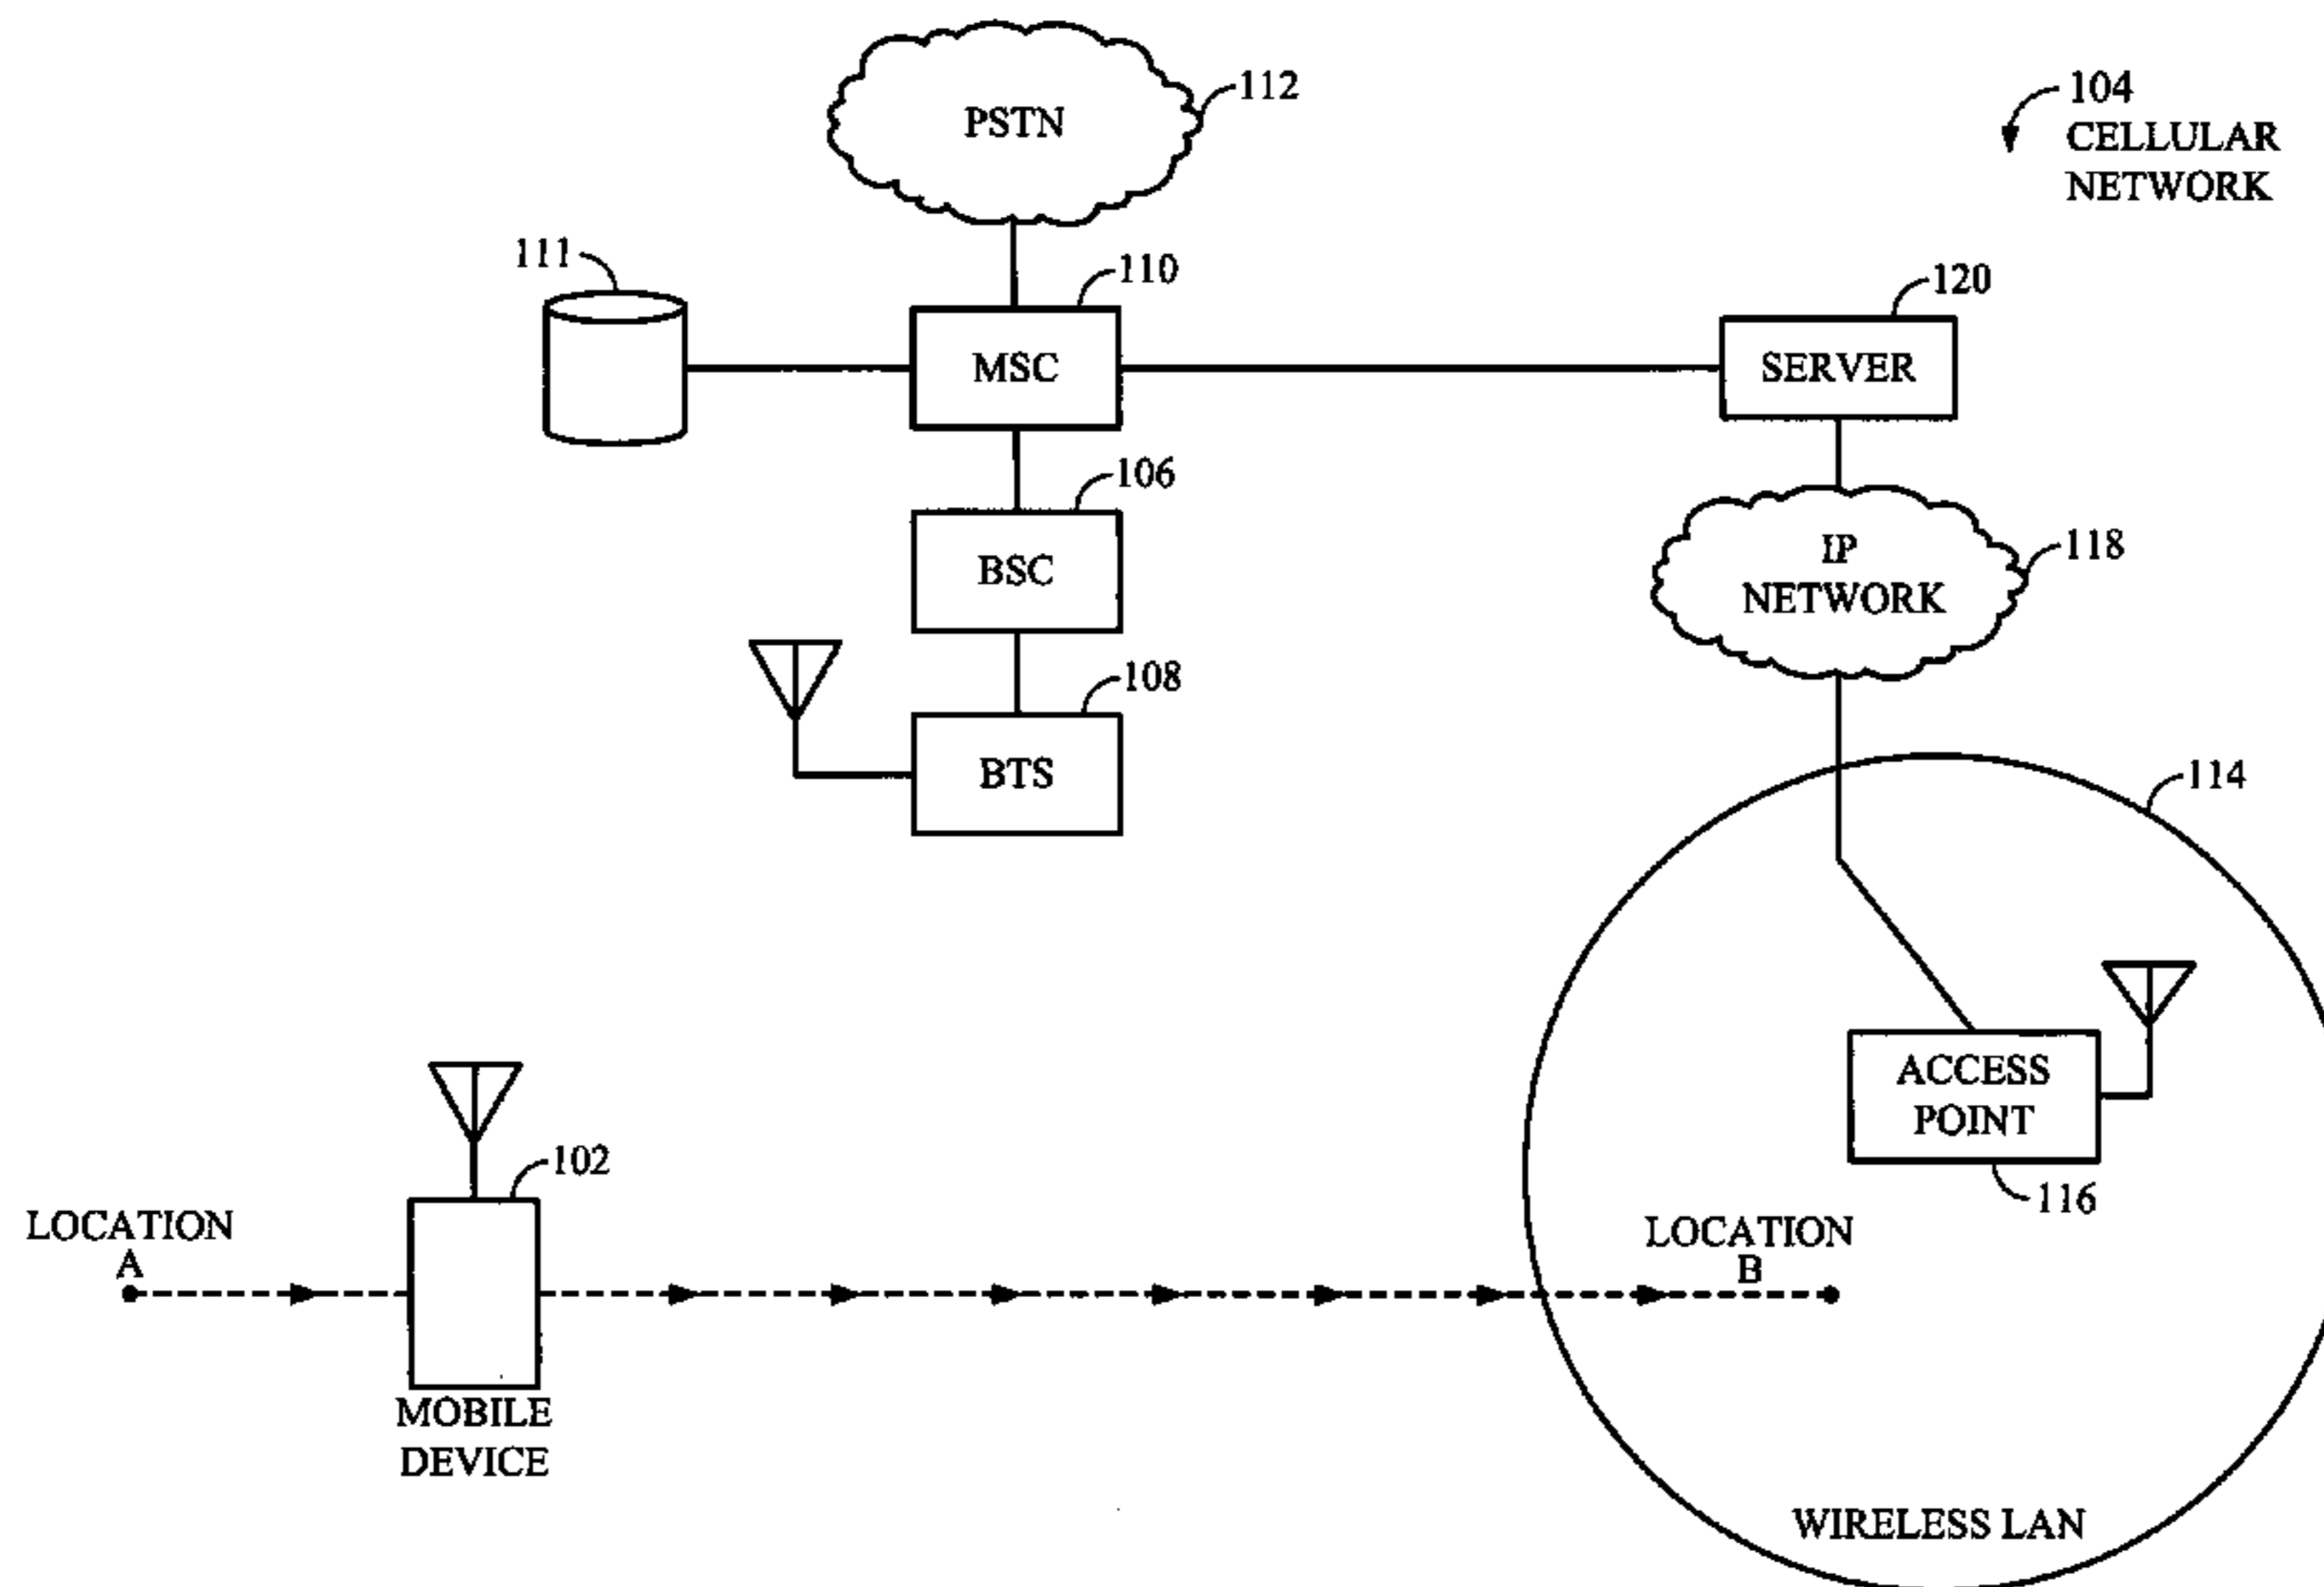 112
PSTN
104
CELLULAR
NETWORK
111
110
120
MSC
SERVER
106
BSC
118
IP
NETWORK
108
BTS
114
ACCESS
POINT
102
116
LOCATION
A
LOCATION
B
MOBILE
DEVICE
WIRELESS LAN